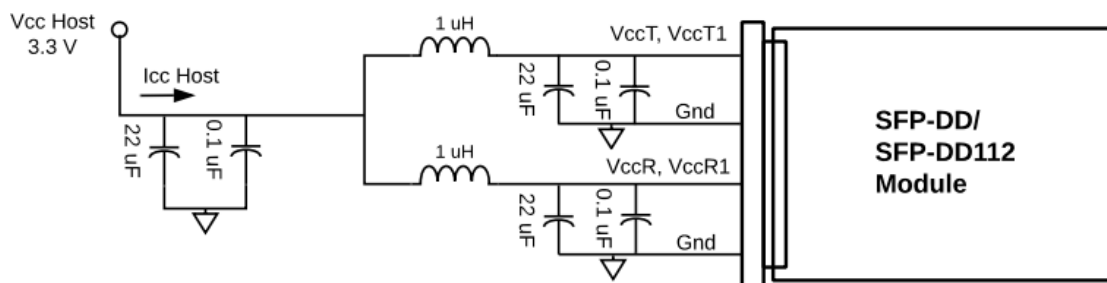 Vcc Host
3.3 V
Icc Host
22 uF
0.1 uF
1 uH
VccT, VccT1
22 uF
0.1 uF
Gnd
1 uH
VccR, VccR1
22 uF
0.1 uF
Gnd
SFP-DD/
SFP-DD112
Module